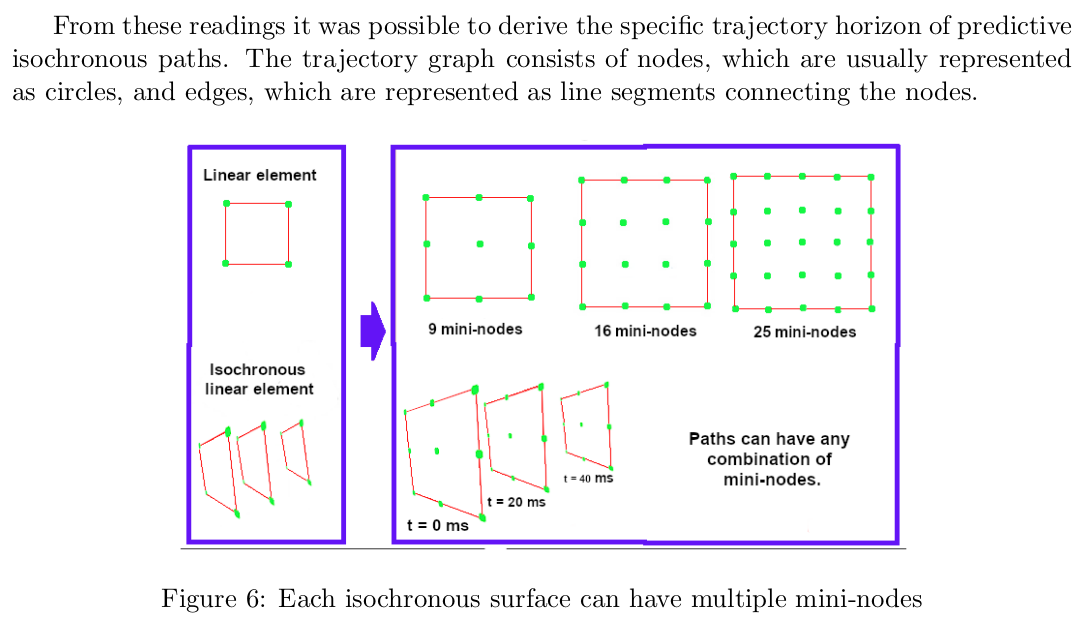 From these readings it was possible to derive the specific trajectory horizon of predictive
isochronous paths. The trajectory graph consists of nodes, which are usually represented
as circles, and edges, which are represented as line segments connecting the nodes.
Linear element
Isochronous
linear element
9 mini-nodes
16 mini-nodes
25 mini-nodes
t = 0 ms
t = 20 ms
t = 40 ms
Paths can have any
combination of
mini-nodes.
Figure 6: Each isochronous surface can have multiple mini-nodes